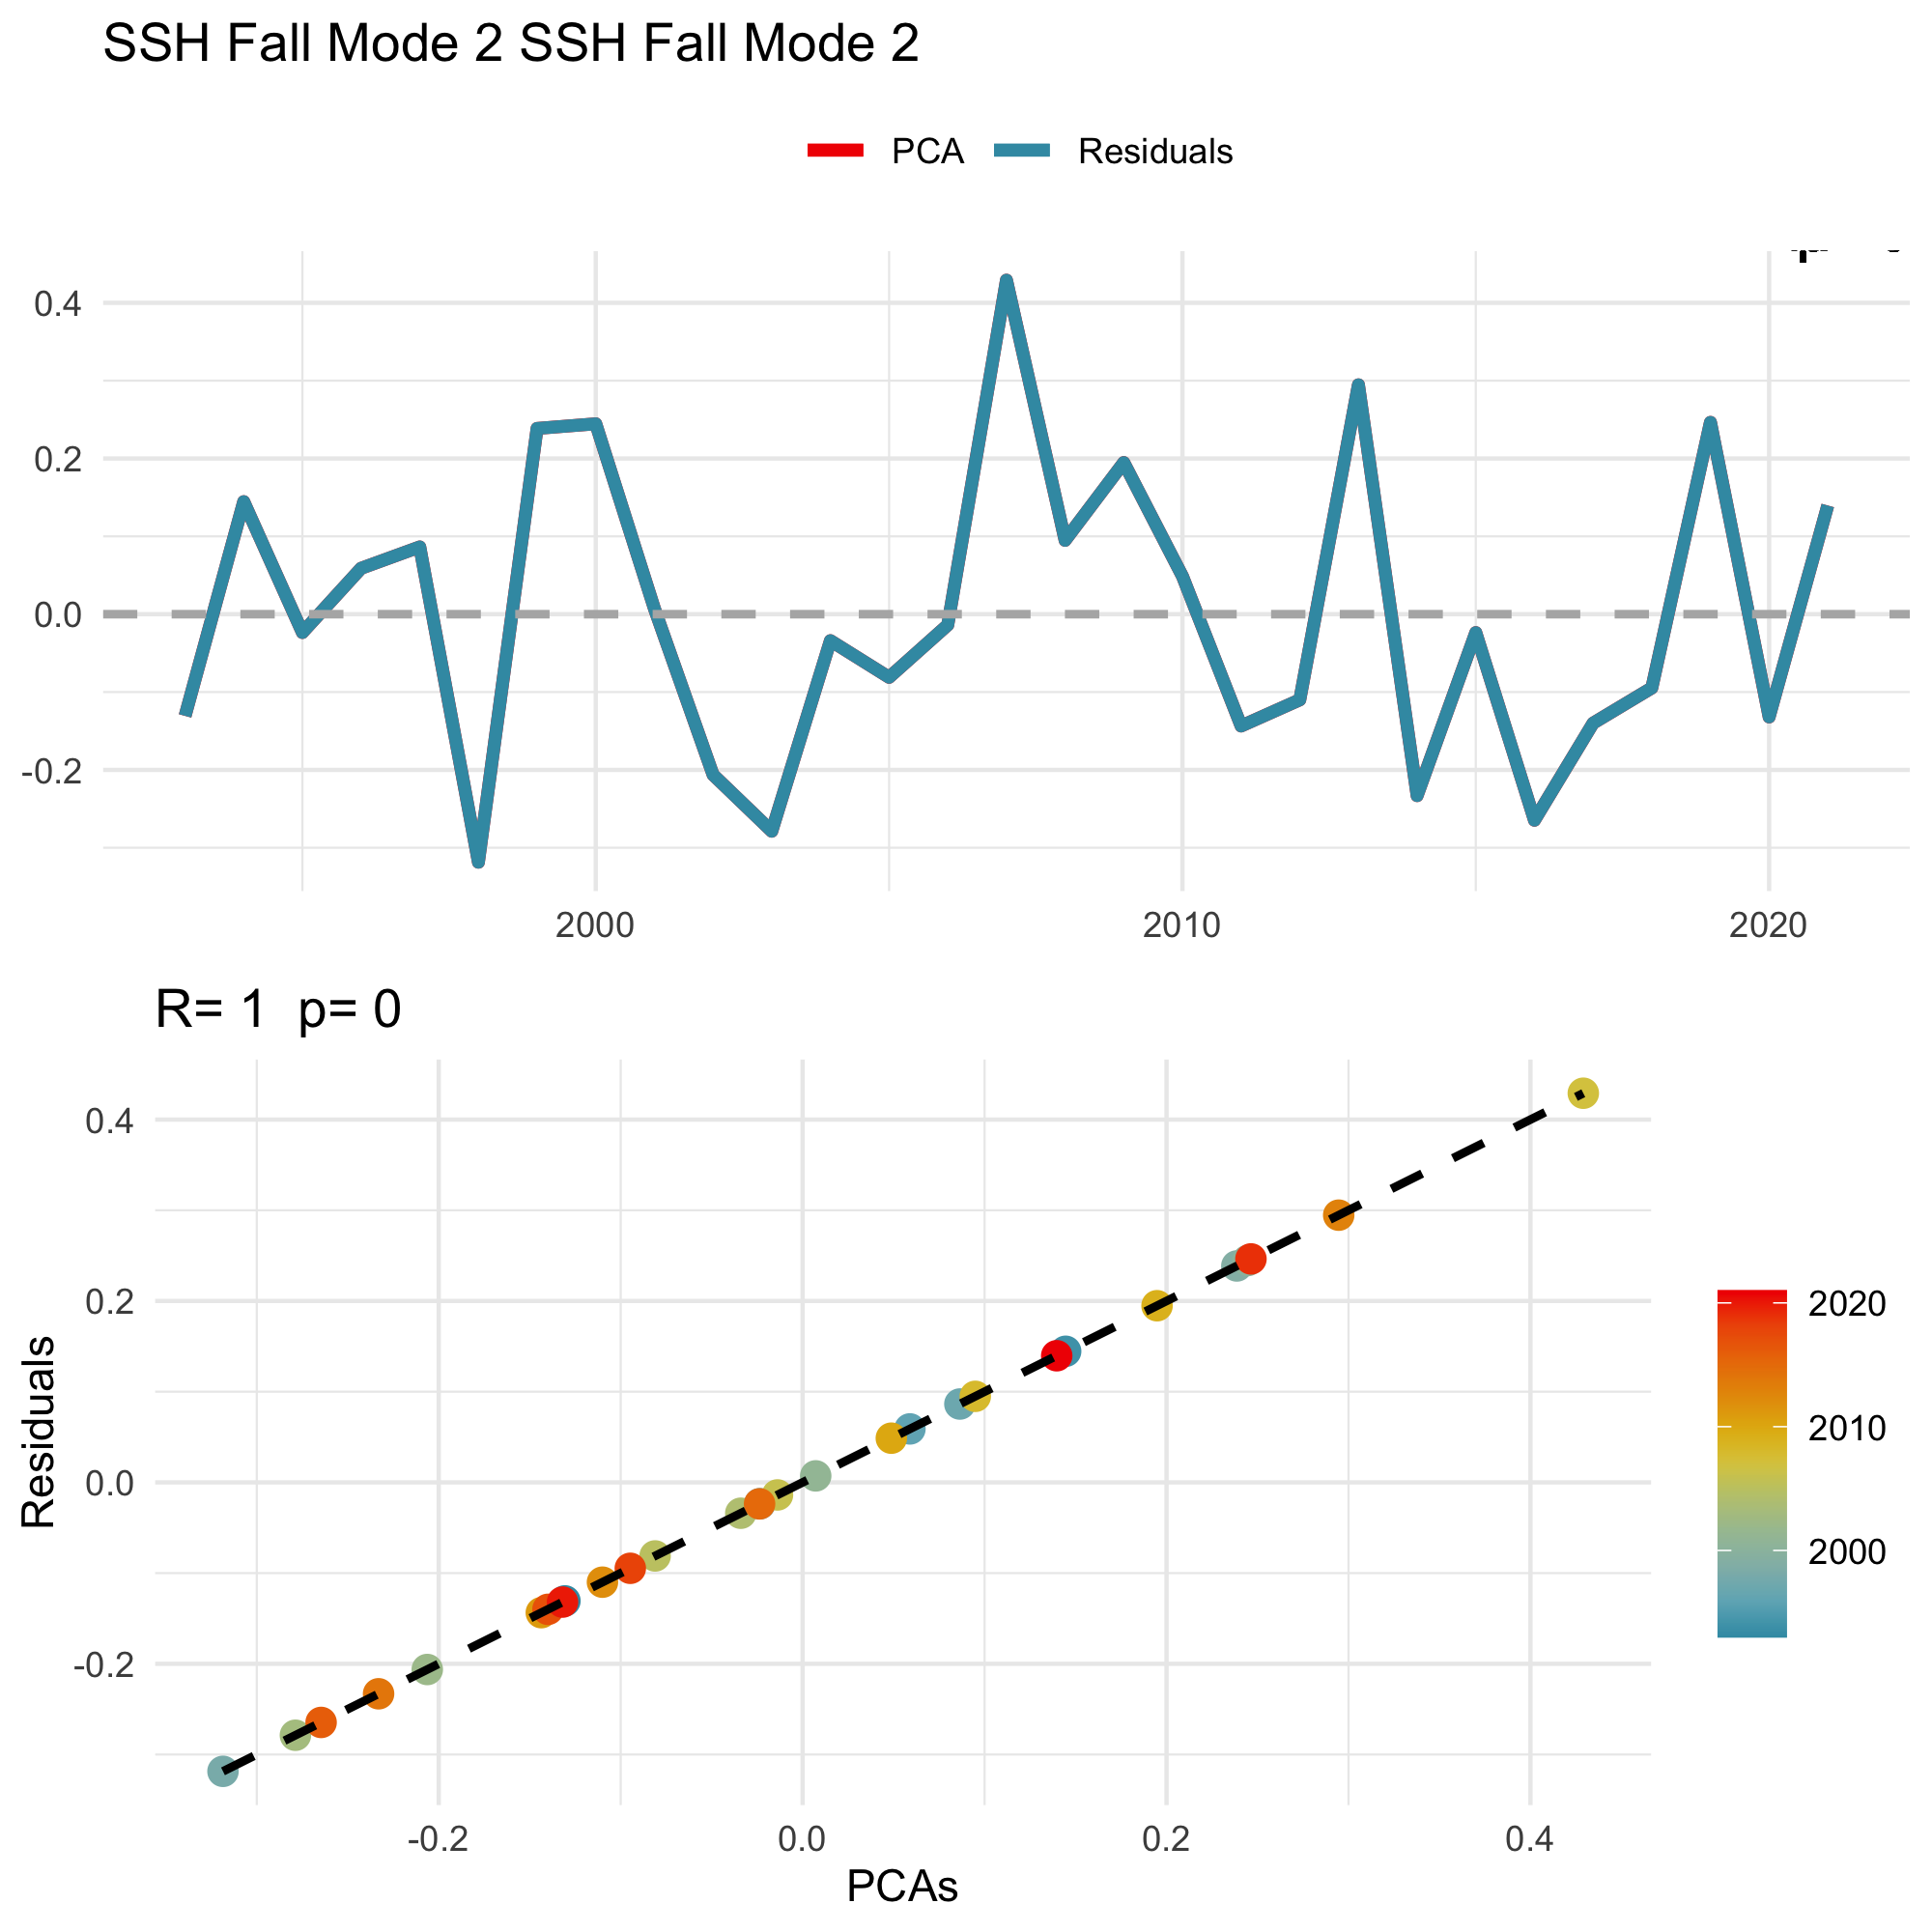 SSH Fall Mode 2 SSH Fall Mode 2
PCA Residuals
0.4
0.2
0.0
-0.2
2000 2010 2020
R= 1 p= 0
Residuals
0.4
0.2
0.0
-0.2
-0.2 0.0 0.2 0.4
PCAs
2020
2010
2000